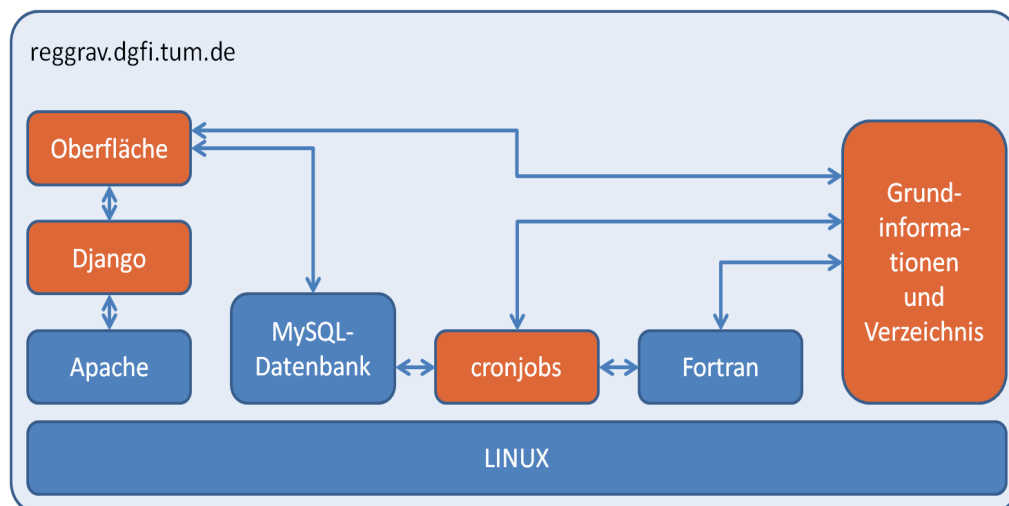 reggrav.dgfi.tum.de
Oberfläche
Django
Apache
MySQL-
Datenbank
cronjobs
Fortran
Grund-
informa-
tionen
und
Verzeichnis
LINUX